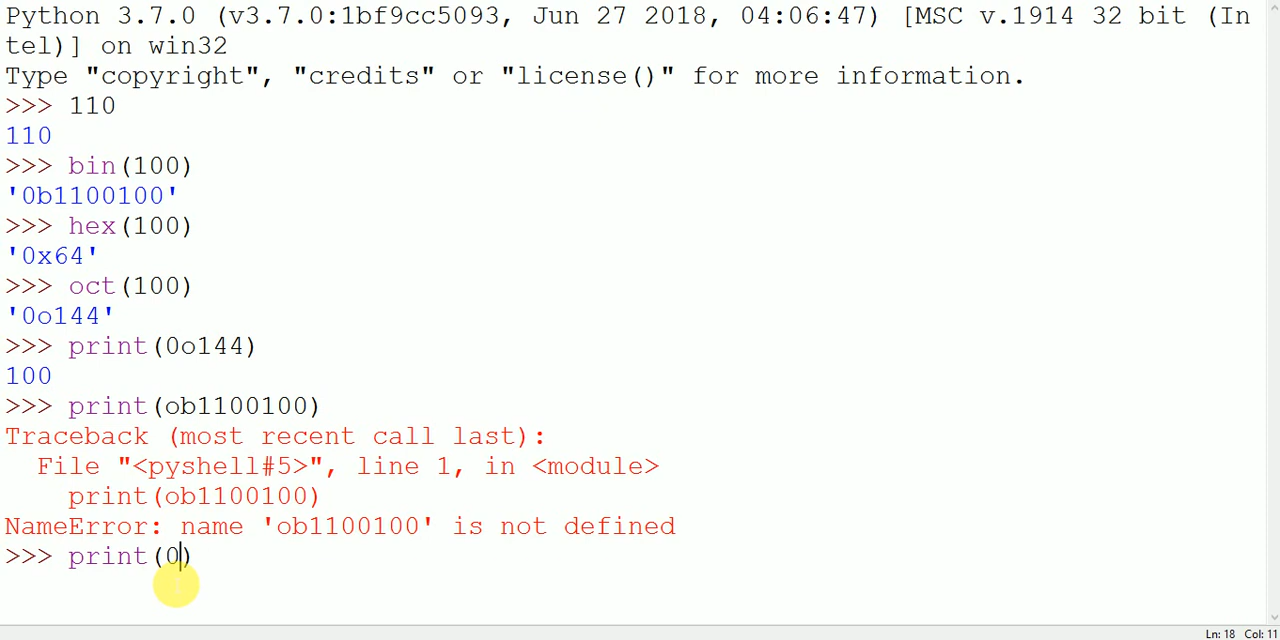 Python 3.7.0 (v3.7.0:1bf9cc5093, Jun 27 2018, 04:06:47) [MSC v.1914 32 bit (In
tel)] on win32
Type "copyright", "credits" or "license()" for more information.
>>> 110
110
>>> bin(100)
'0b1100100'
>>> hex(100)
'0x64'
>>> oct(100)
'0o144'
>>> print(0o144)
100
>>> print(ob1100100)
Traceback (most recent call last):
  File "<pyshell#5>", line 1, in <module>
    print(ob1100100)
NameError: name 'ob1100100' is not defined
>>> print(0)
Ln: 18 Col: 11